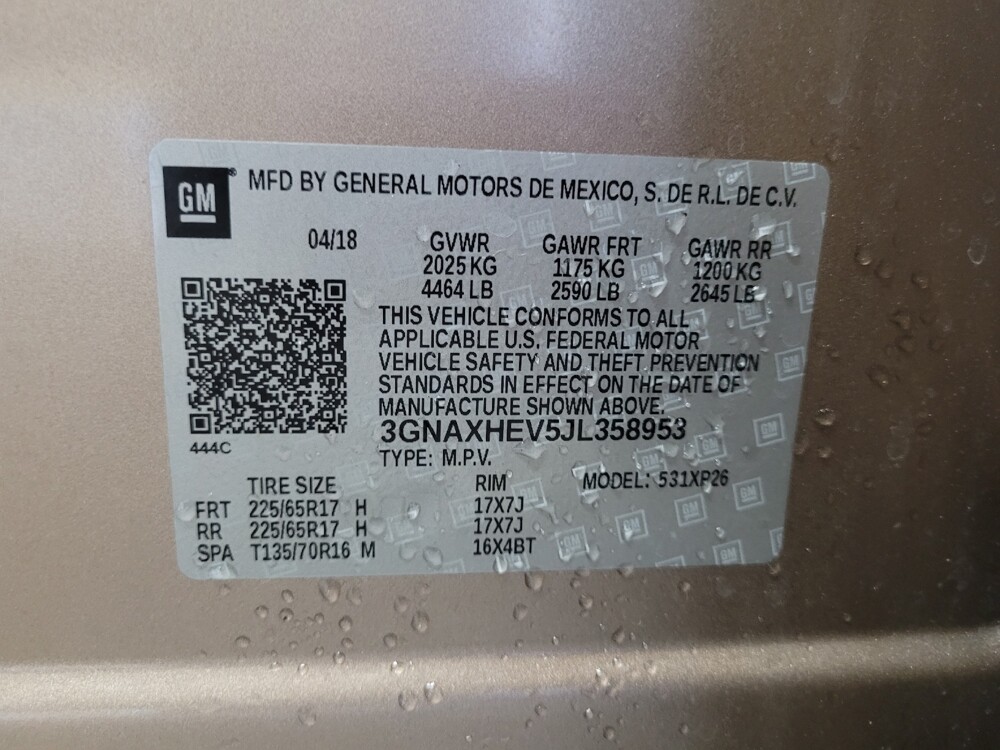 GM
MFD BY GENERAL MOTORS DE MEXICO, S. DE R.L. DE C.V.
04/18 GVWR GAWR FRT GAWR RR
2025 KG 1175 KG 1200 KG
4464 LB 2590 LB 2645 LB
THIS VEHICLE CONFORMS TO ALL
APPLICABLE U.S. FEDERAL MOTOR
VEHICLE SAFETY AND THEFT PREVENTION
STANDARDS IN EFFECT ON THE DATE OF
MANUFACTURE SHOWN ABOVE.
3GNAXHEV5JL358953
444C
TYPE: M.P.V. MODEL: 531XP26
TIRE SIZE RIM
FRT 225/65R17 H 17X7J
RR 225/65R17 H 17X7J
SPA T135/70R16 M 16X4BT